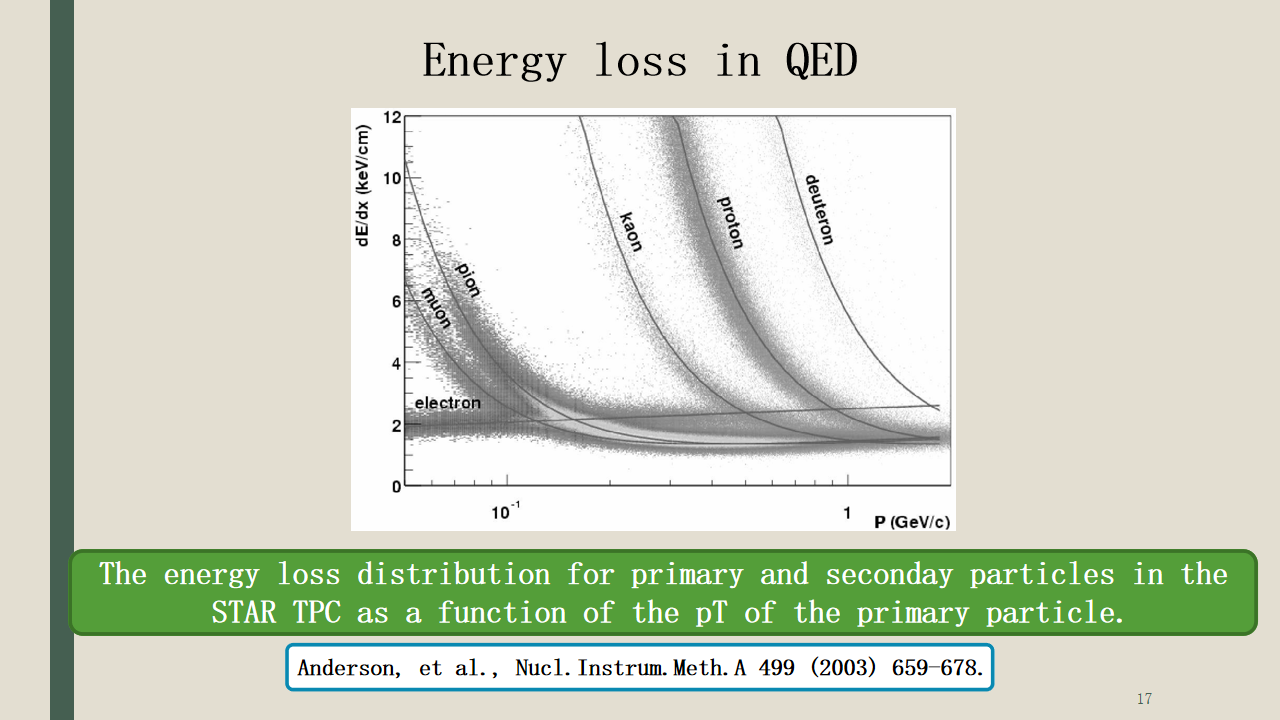 Energy loss in QED
12
10
8
6
4
2
0
dE/dx (keV/cm)
pion
muon
electron
kaon
proton
deuteron
10⁻¹
1
P (GeV/c)
The energy loss distribution for primary and seconday particles in the
STAR TPC as a function of the pT of the primary particle.
Anderson, et al., Nucl.Instrum.Meth.A 499 (2003) 659-678.
17